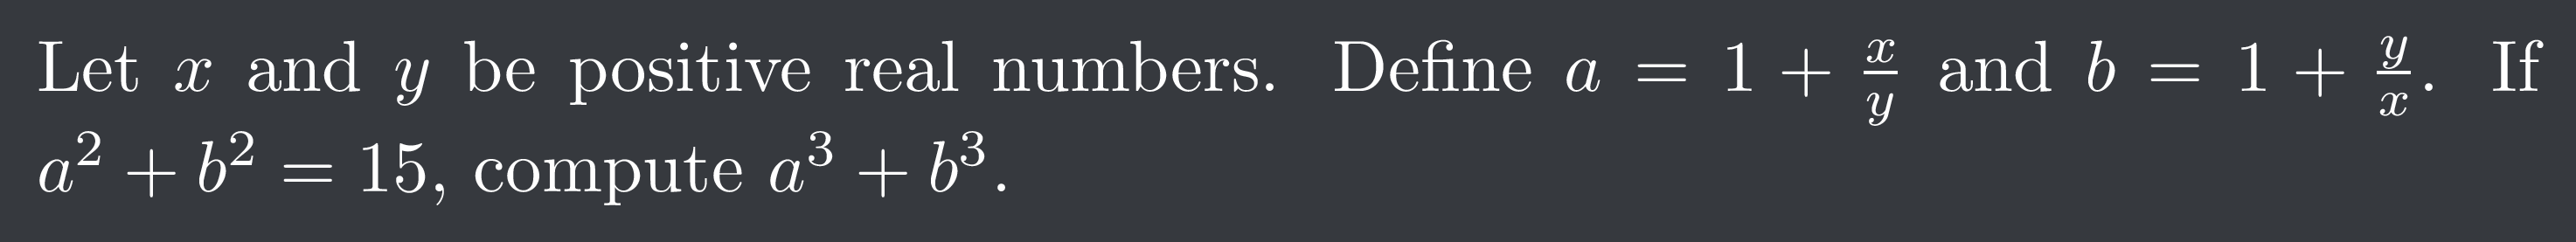 Let x and y be positive real numbers. Define a = 1 + \frac{x}{y} and b = 1 + \frac{y}{x}. If
a^2 + b^2 = 15, compute a^3 + b^3.